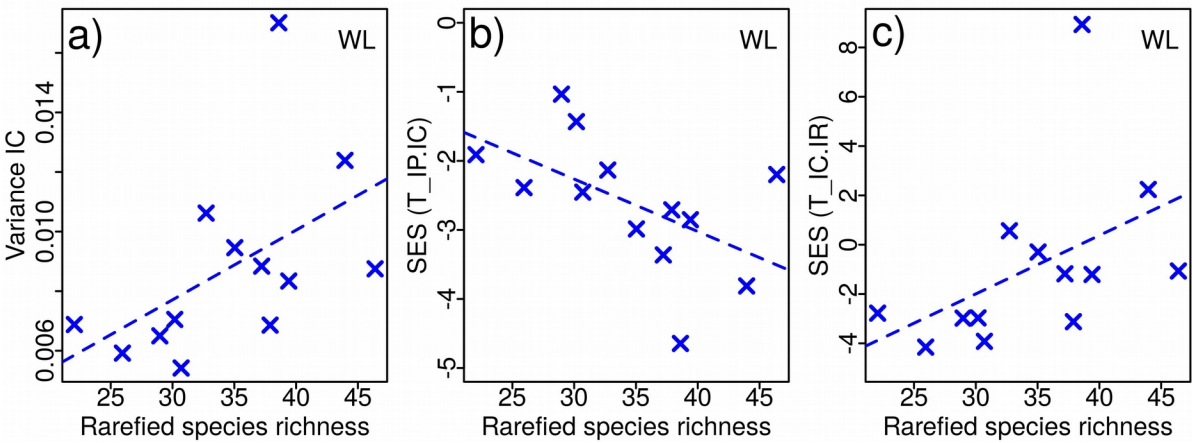 a)
WL
Variance IC
0.006
0.010
0.014
25 30 35 40 45
Rarefied species richness
b)
WL
SES (T_IP.IC)
0
-1
-2
-3
-4
-5
25 30 35 40 45
Rarefied species richness
c)
WL
SES (T_IC.IR)
8
6
4
2
0
-2
-4
25 30 35 40 45
Rarefied species richness